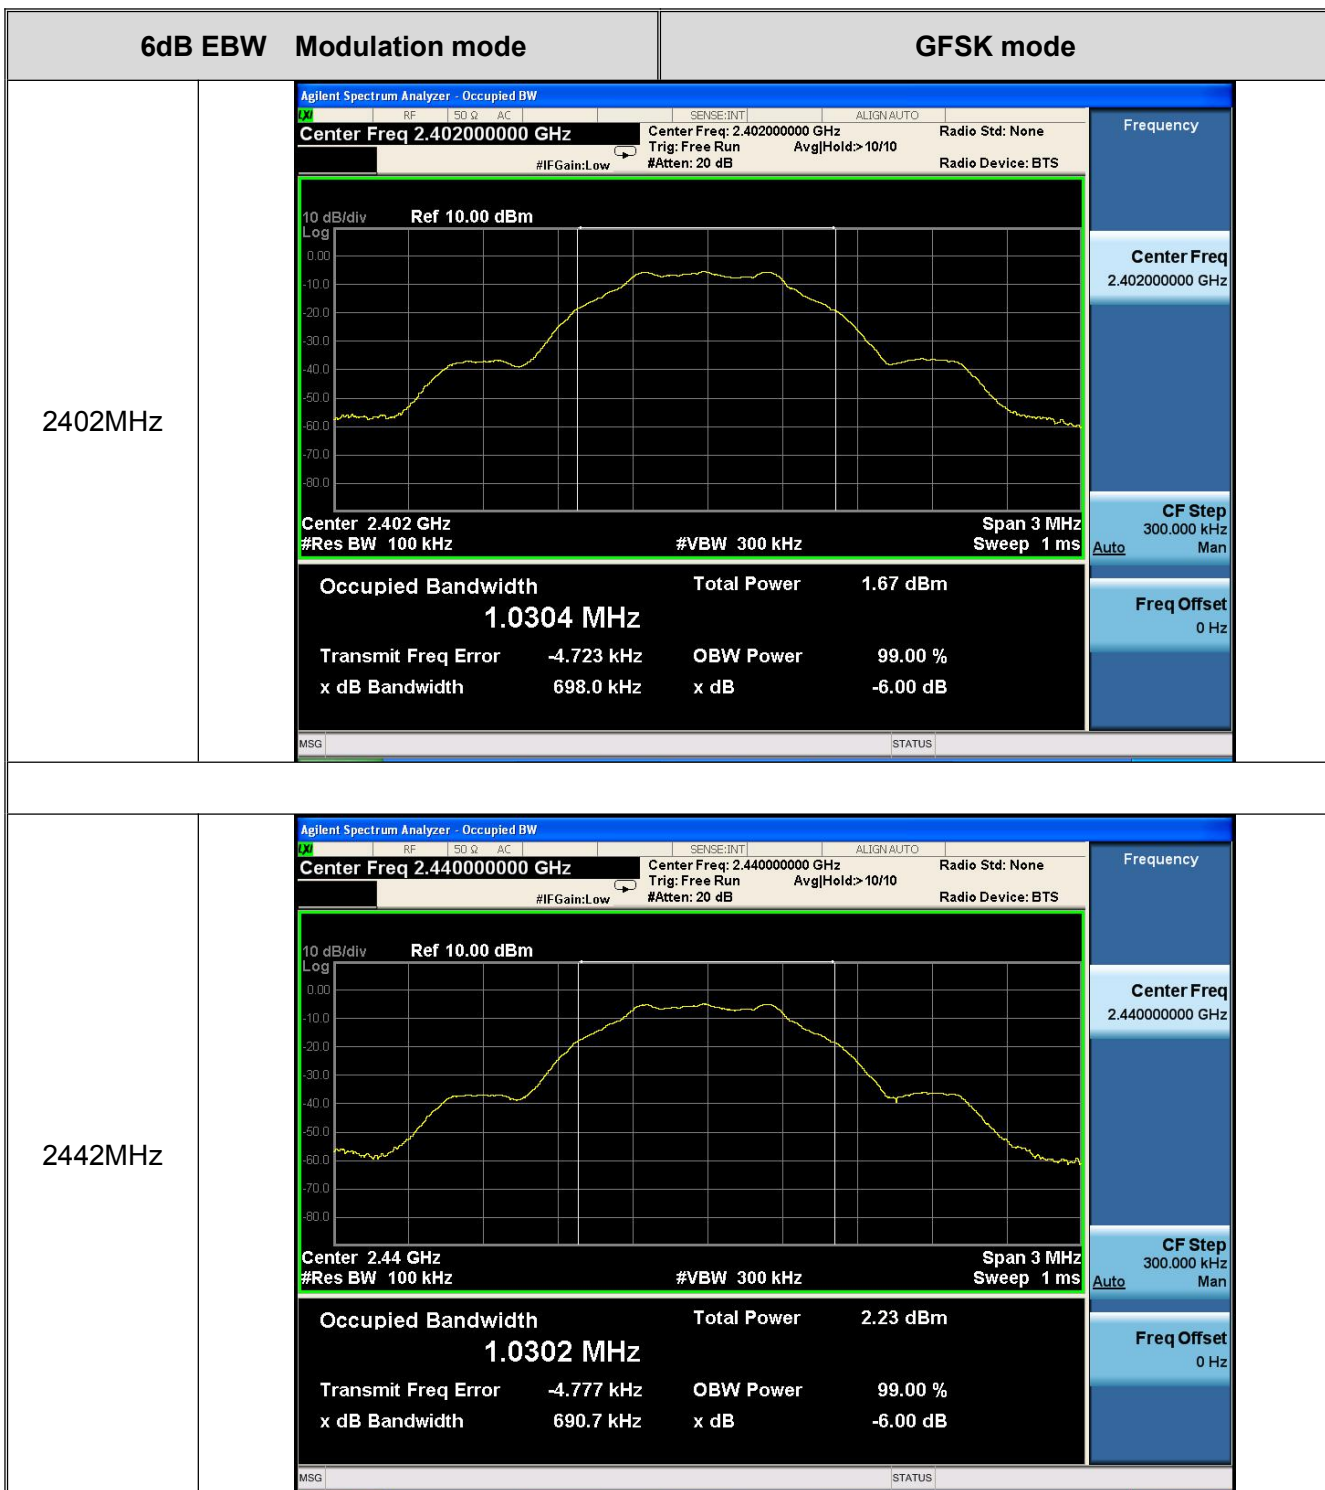 6dB EBW Modulation mode GFSK mode
2402MHz
Agilent Spectrum Analyzer - Occupied BW
LXI RF 50 Ω AC SENSE:INT ALIGN AUTO
Center Freq 2.402000000 GHz Center Freq: 2.402000000 GHz Radio Std: None
Trig: Free Run Avg|Hold:>10/10
#IFGain:Low #Atten: 20 dB Radio Device: BTS
Frequency
10 dB/div Ref 10.00 dBm
Log
0.00
-10.0
-20.0
-30.0
-40.0
-50.0
-60.0
-70.0
-80.0
Center 2.402 GHz Span 3 MHz
#Res BW 100 kHz #VBW 300 kHz Sweep 1 ms
Center Freq
2.402000000 GHz
CF Step
300.000 kHz
Auto Man
Freq Offset
0 Hz
Occupied Bandwidth Total Power 1.67 dBm
1.0304 MHz
Transmit Freq Error -4.723 kHz OBW Power 99.00 %
x dB Bandwidth 698.0 kHz x dB -6.00 dB
MSG STATUS
2442MHz
Agilent Spectrum Analyzer - Occupied BW
LXI RF 50 Ω AC SENSE:INT ALIGN AUTO
Center Freq 2.440000000 GHz Center Freq: 2.440000000 GHz Radio Std: None
Trig: Free Run Avg|Hold:>10/10
#IFGain:Low #Atten: 20 dB Radio Device: BTS
Frequency
10 dB/div Ref 10.00 dBm
Log
0.00
-10.0
-20.0
-30.0
-40.0
-50.0
-60.0
-70.0
-80.0
Center 2.44 GHz Span 3 MHz
#Res BW 100 kHz #VBW 300 kHz Sweep 1 ms
Center Freq
2.440000000 GHz
CF Step
300.000 kHz
Auto Man
Freq Offset
0 Hz
Occupied Bandwidth Total Power 2.23 dBm
1.0302 MHz
Transmit Freq Error -4.777 kHz OBW Power 99.00 %
x dB Bandwidth 690.7 kHz x dB -6.00 dB
MSG STATUS